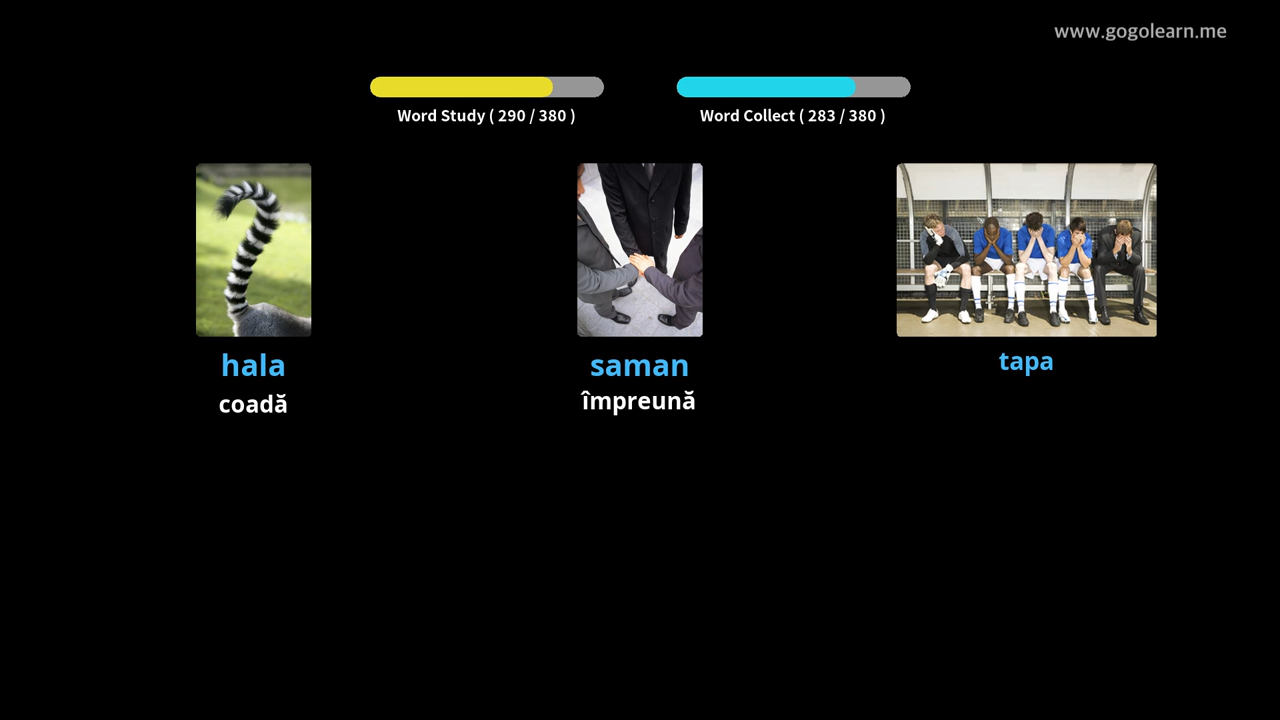 www.gogolearn.me
Word Study ( 290 / 380 )
Word Collect ( 283 / 380 )
hala
saman
tapa
coadă
împreună